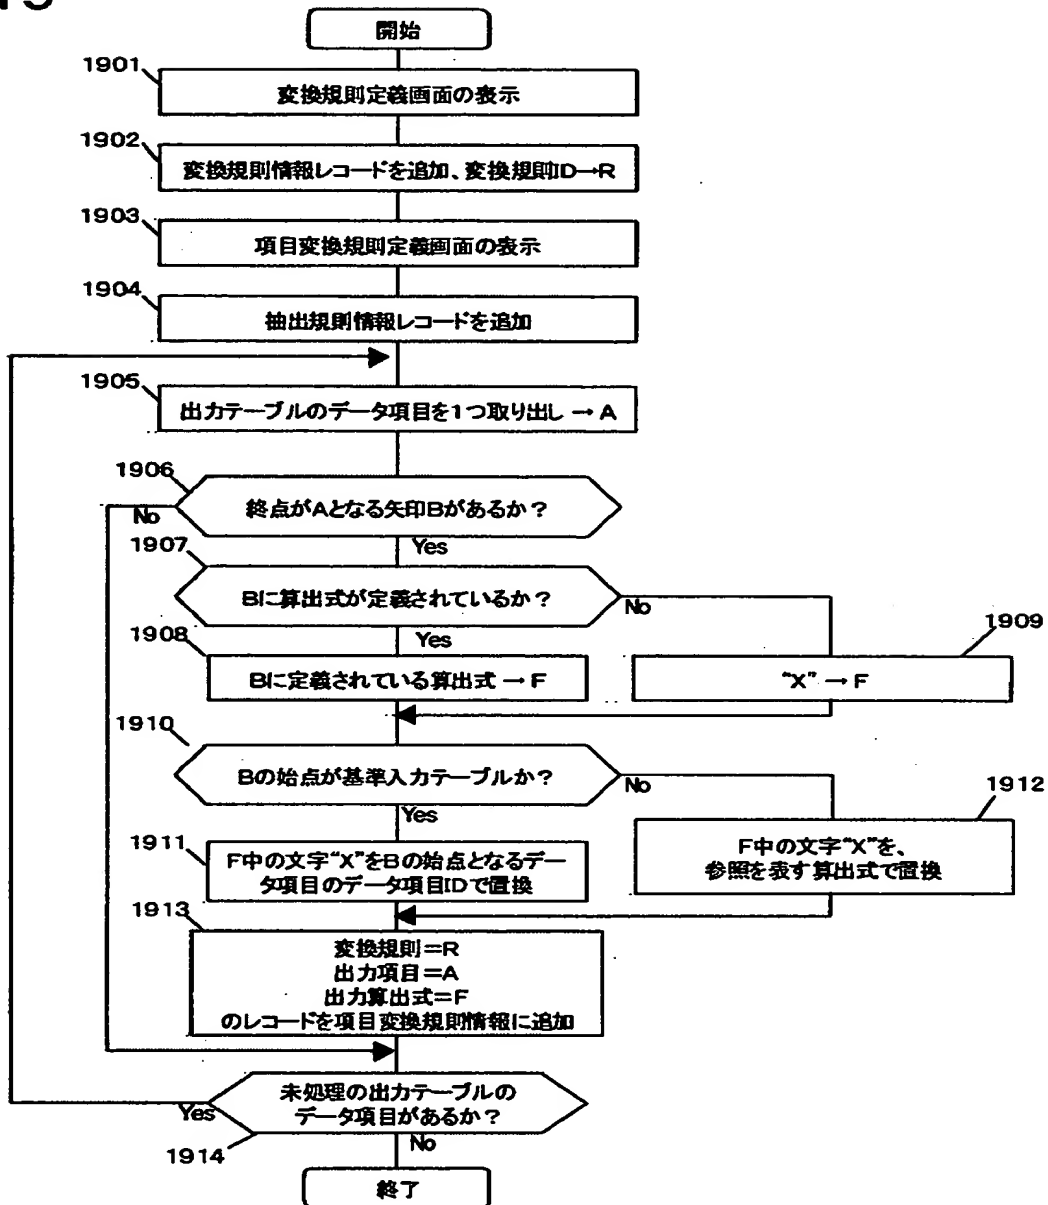 開始
1901
変換規則定義画面の表示
1902
変換規則情報レコードを追加、変換規則ID→R
1903
項目変換規則定義画面の表示
1904
抽出規則情報レコードを追加
1905
出力テーブルのデータ項目を1つ取り出し → A
1906
終点がAとなる矢印Bがあるか？
No
Yes
1907
Bに算出式が定義されているか？
No
Yes
1908
Bに定義されている算出式 → F
1909
“X” → F
1910
Bの始点が基準入力テーブルか？
No
Yes
1911
F中の文字“X”をBの始点となるデー
タ項目のデータ項目IDで置換
1912
F中の文字“X”を、
参照を表す算出式で置換
1913
変換規則＝R
出力項目＝A
出力算出式＝F
のレコードを項目変換規則情報に追加
未処理の出力テーブルの
データ項目があるか？
Yes
1914
No
終了